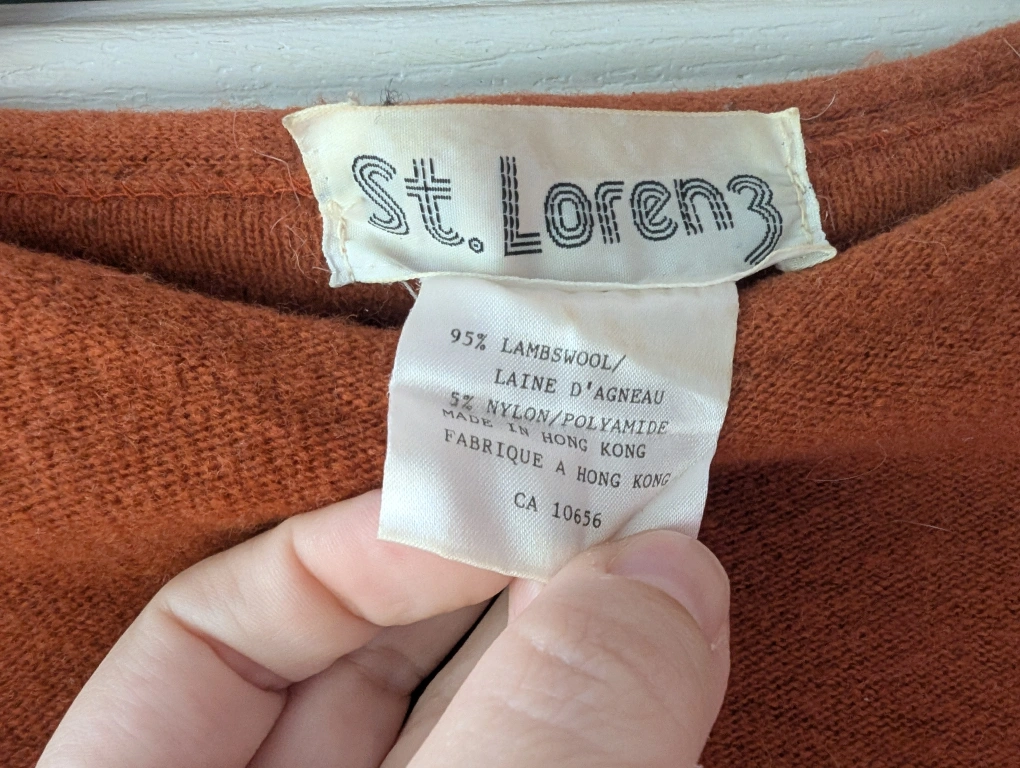 St. Lorenz
95% LAMBSWOOL/
LAINE D'AGNEAU
5% NYLON/POLYAMIDE
MADE IN HONG KONG
FABRIQUE A HONG KONG
CA 10656